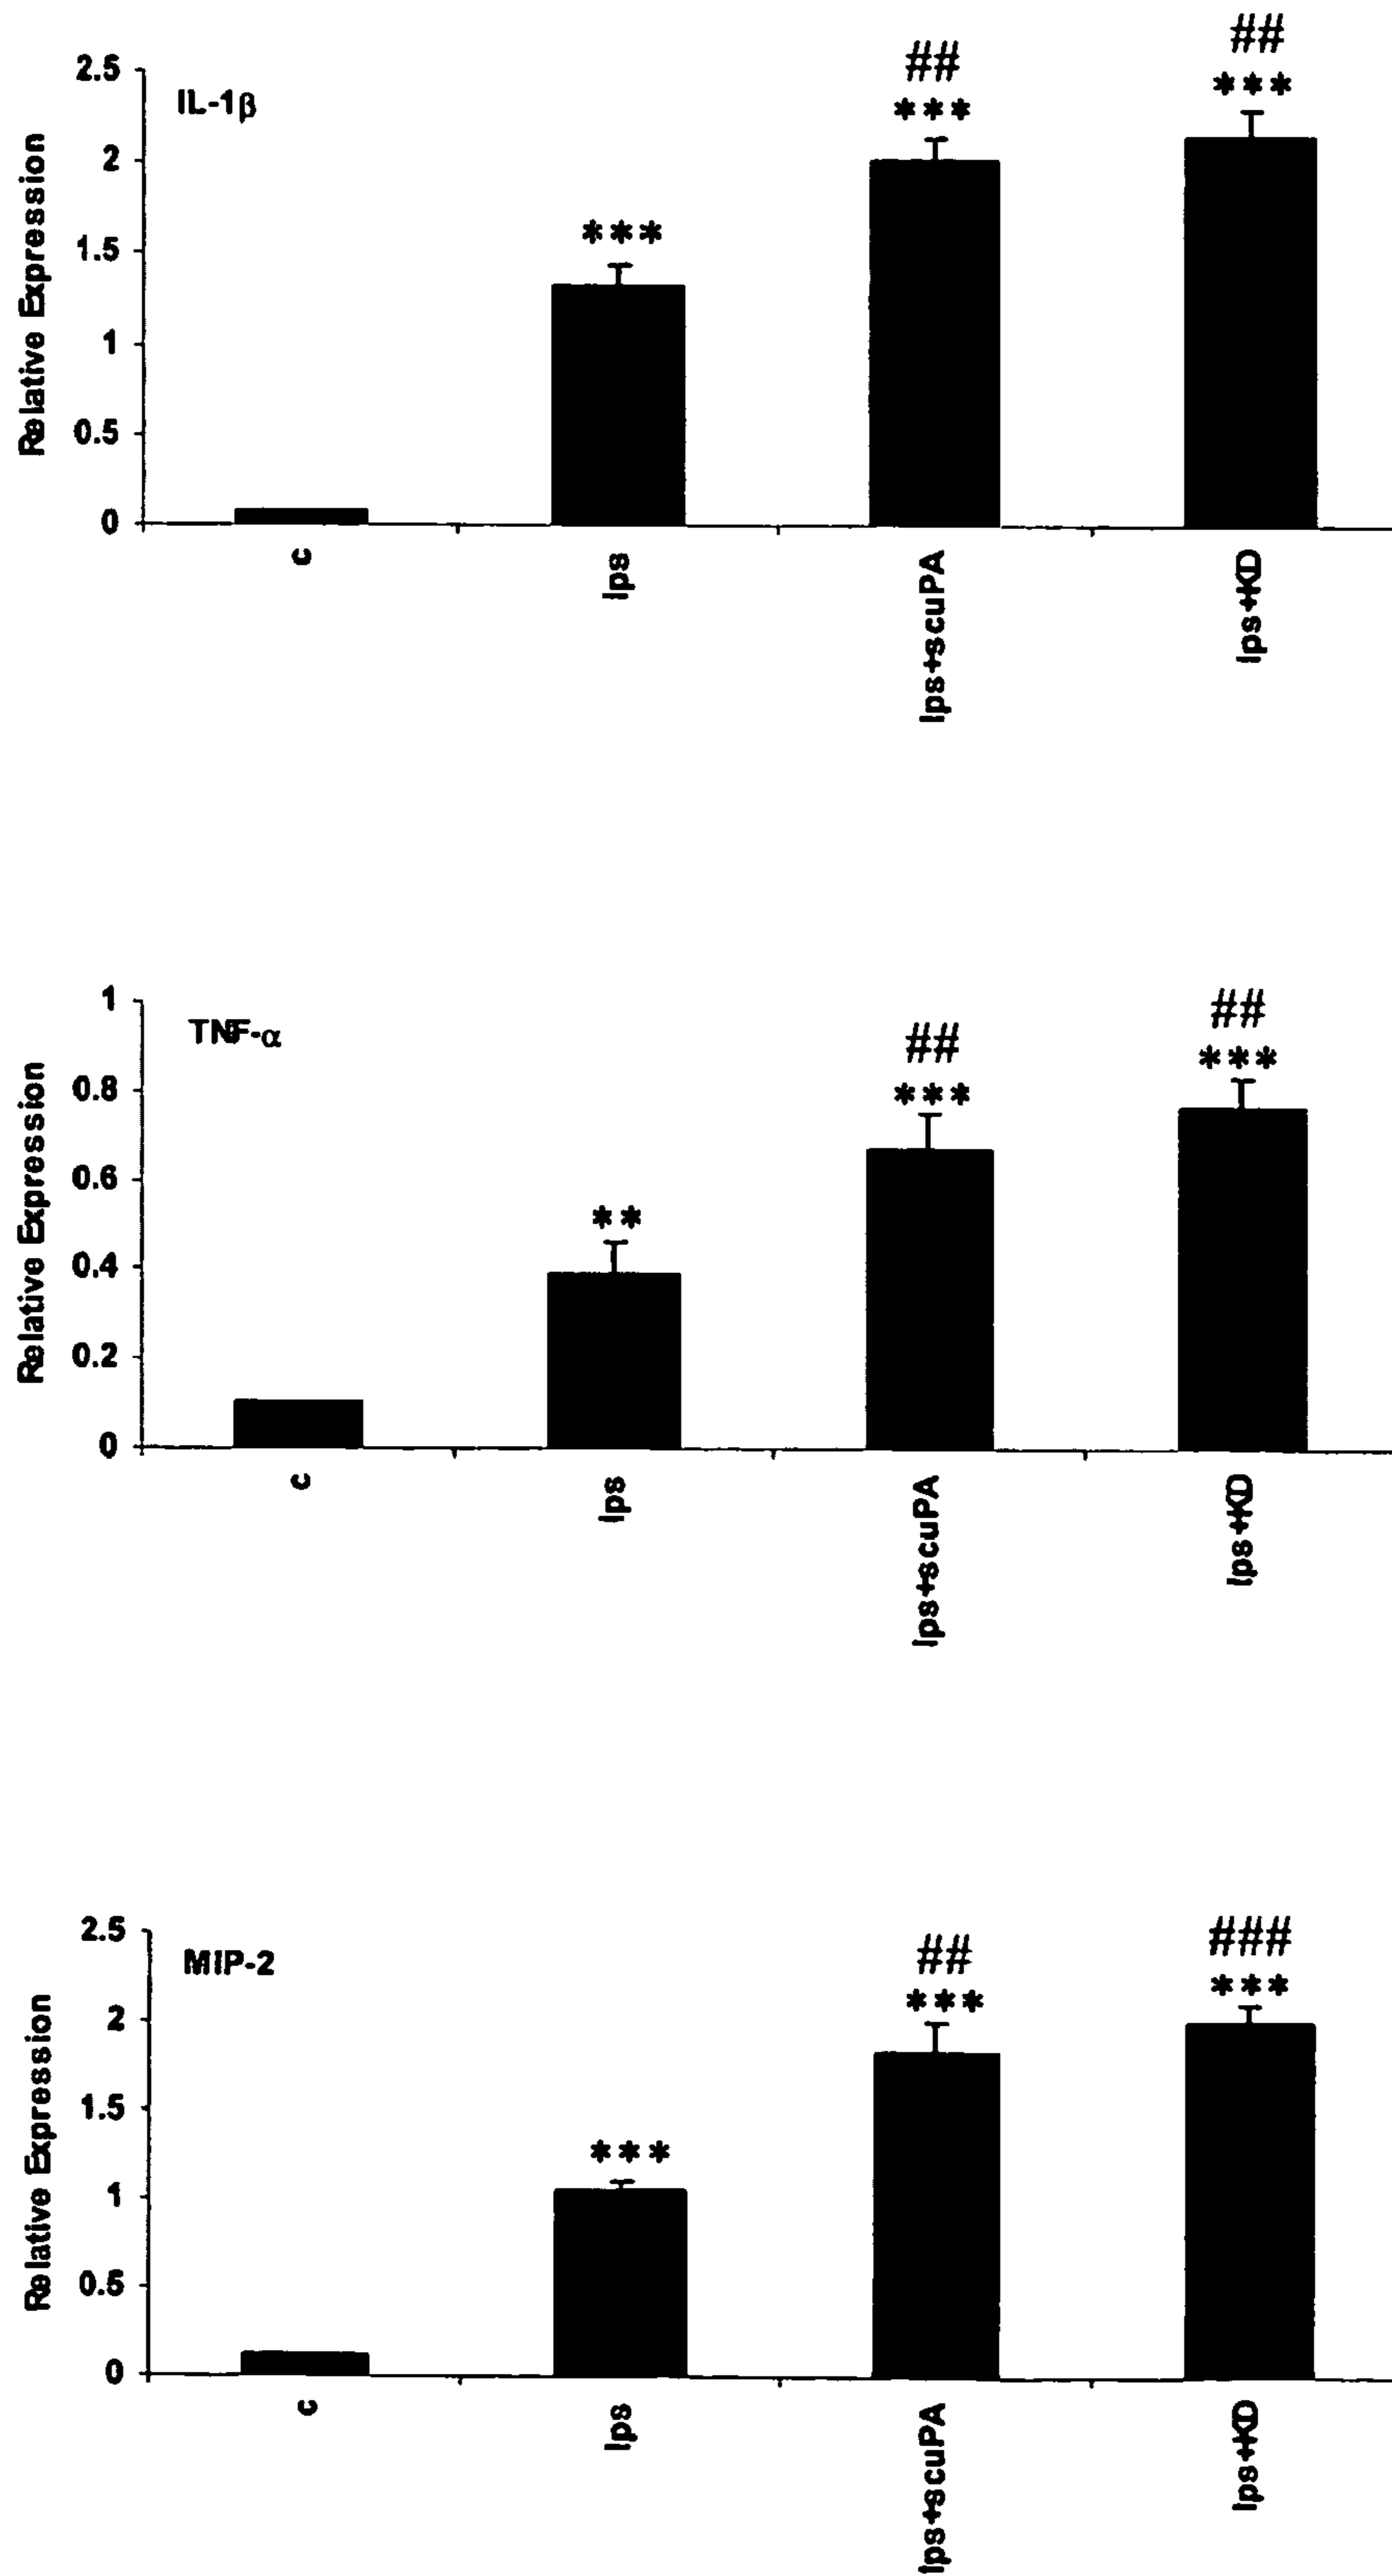 ##
##
2.5
IL-1β
***
***
2
***
1.5
1
0.5
0
Relative Expression
c
lps
lps+scuPA
lps+KD
1
TNF-α
##
##
***
***
0.8
0.6
**
0.4
0.2
0
Relative Expression
c
lps
lps+scuPA
lps+KD
2.5
MIP-2
##
###
***
***
2
1.5
***
1
0.5
0
Relative Expression
c
lps
lps+scuPA
lps+KD